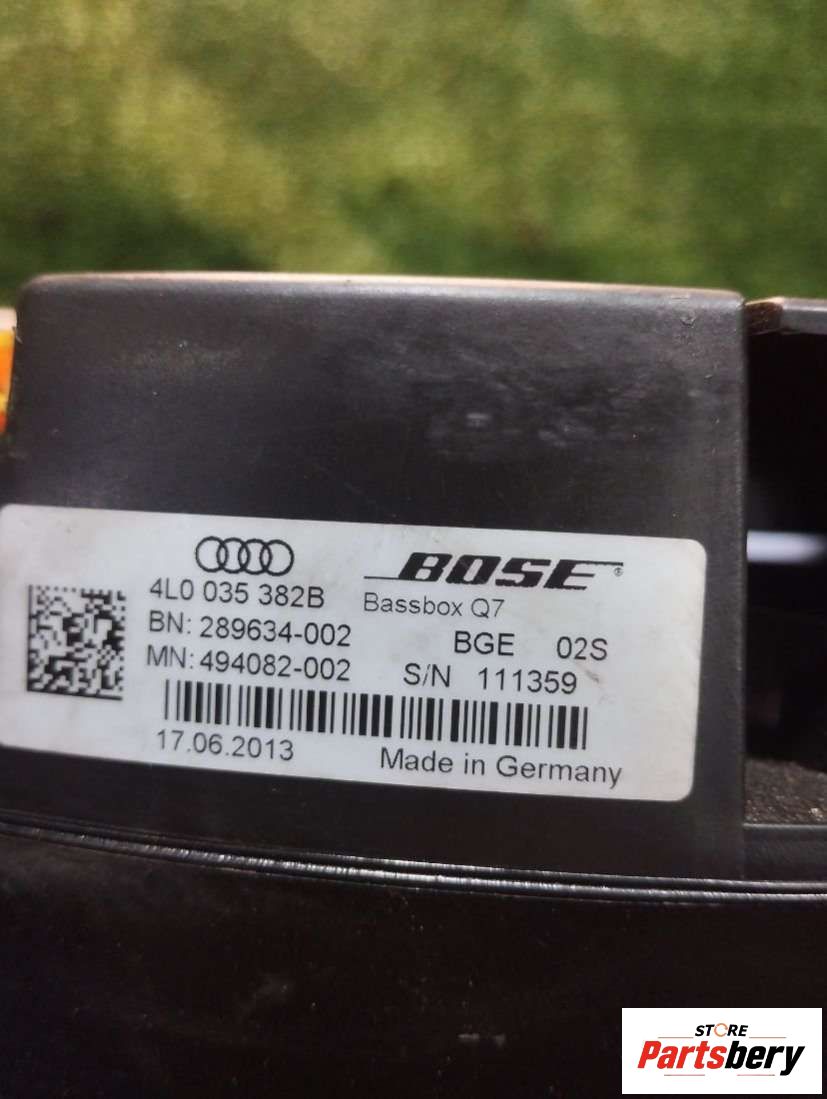 BOSE®
4L0 035 382B
Bassbox Q7
BN: 289634-002
BGE 02S
MN: 494082-002
S/N 111359
17.06.2013
Made in Germany
STORE
Partsbery